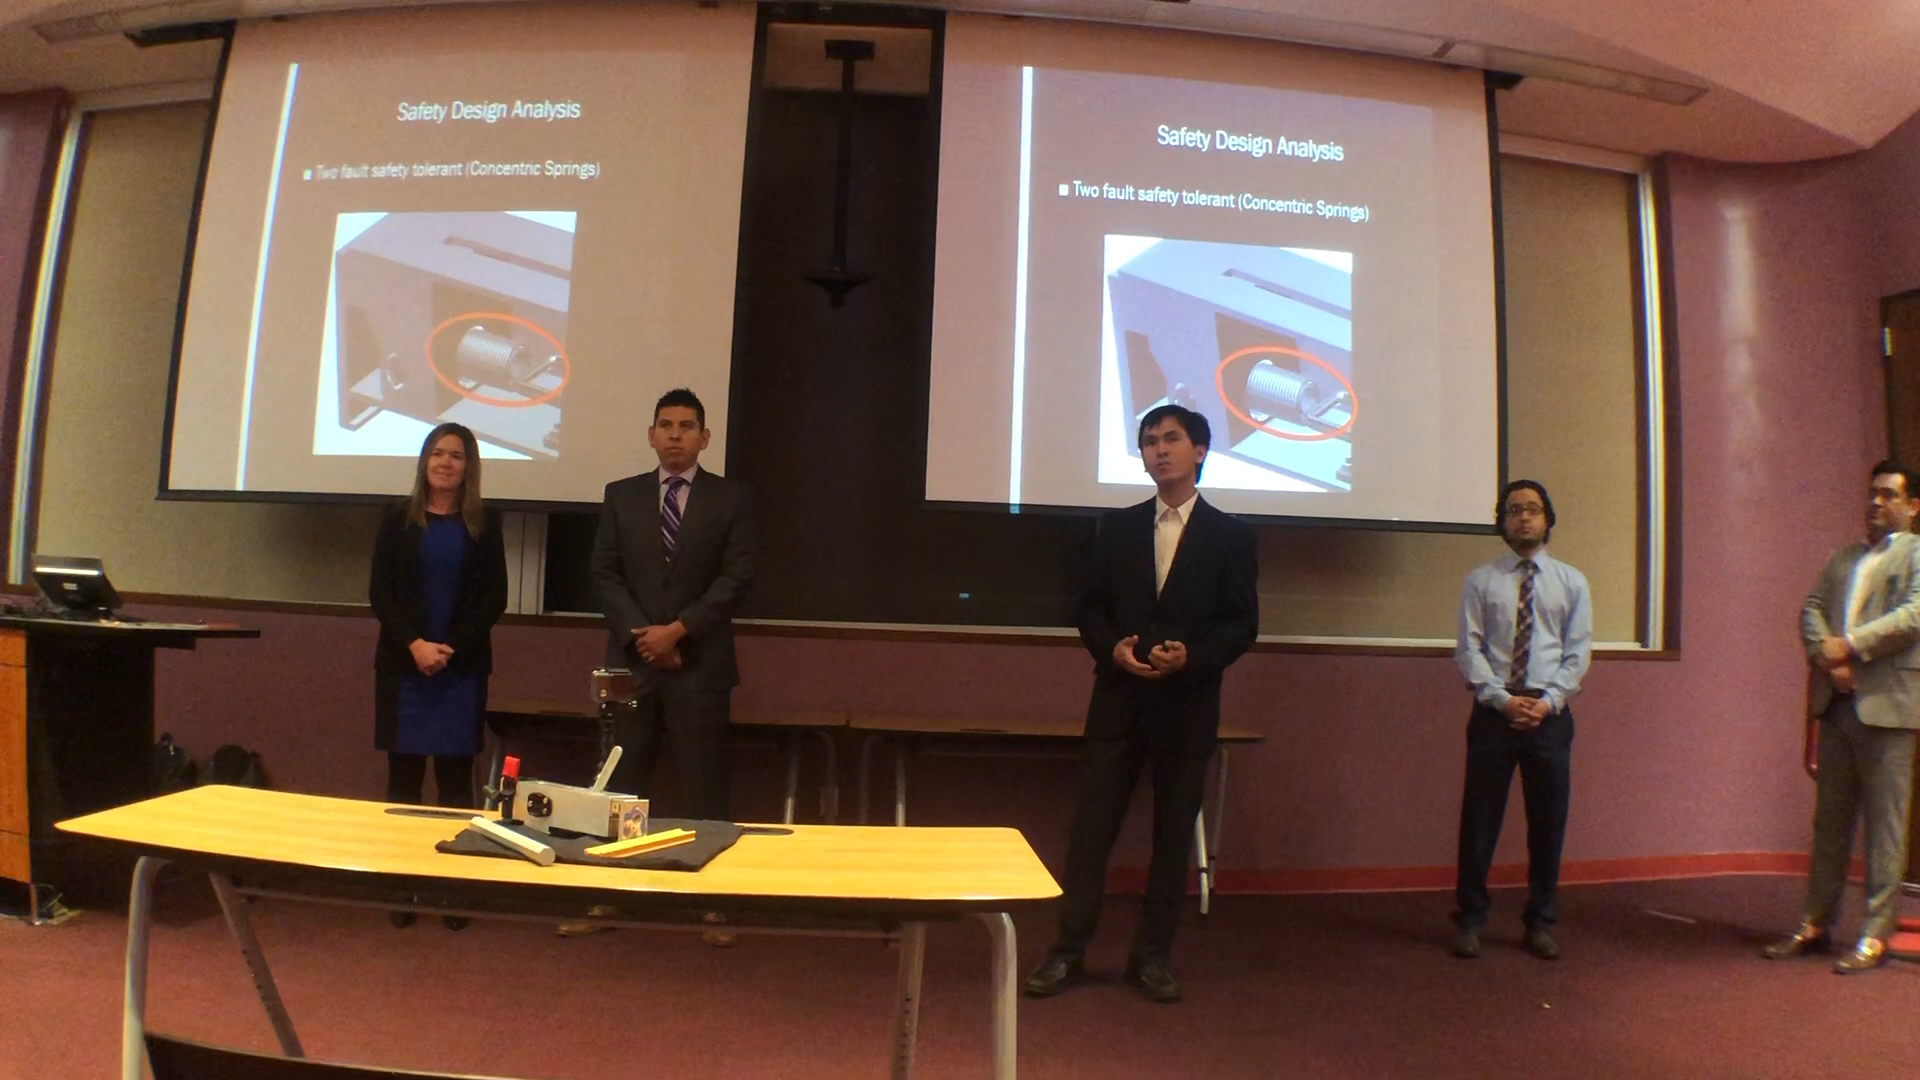 Safety Design Analysis
Two fault safety tolerant (Concentric Springs)
Safety Design Analysis
Two fault safety tolerant (Concentric Springs)